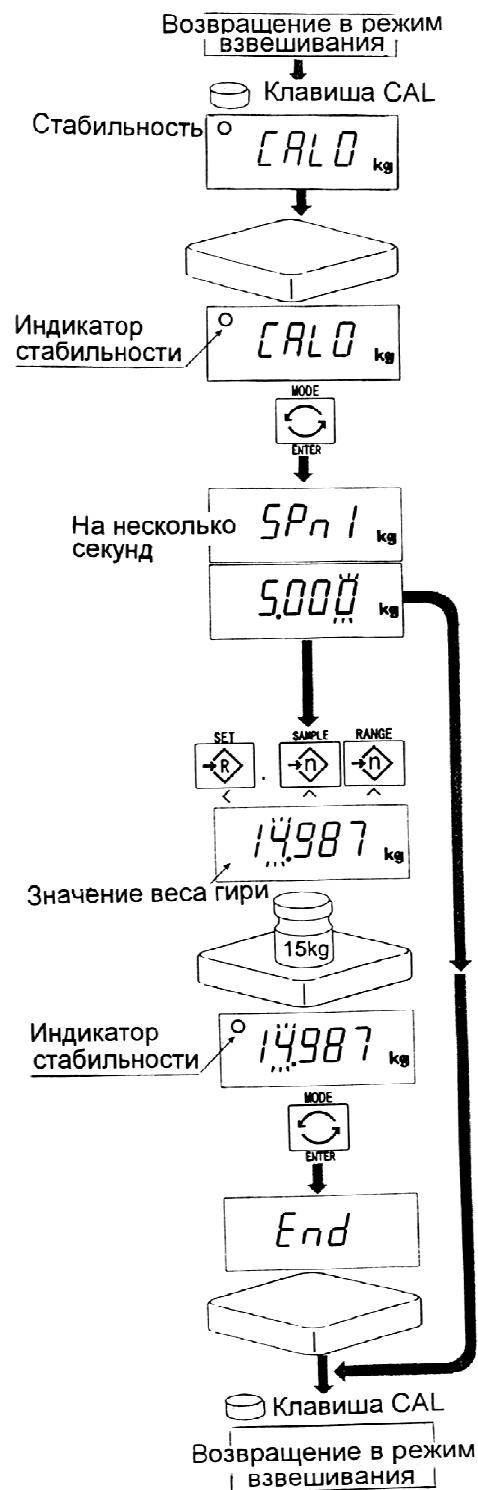 Возвращение в режим
взвешивания
Клавиша CAL
Стабильность
CAL0 kg
Индикатор
стабильности
CAL0 kg
MODE
ENTER
На несколько
секунд
SPn1 kg
5.000 kg
SET SAMPLE RANGE
→R . →n →n
< ^ ^
14.987 kg
Значение веса гири
15kg
Индикатор
стабильности
14.987 kg
MODE
ENTER
End
Клавиша CAL
Возвращение в режим
взвешивания